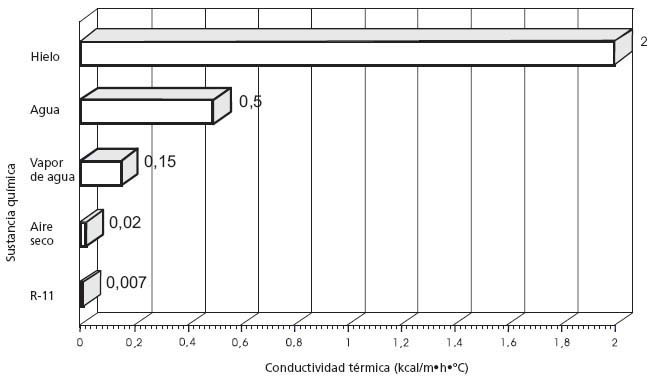 Hielo
2
Agua
0,5
Vapor
de agua
0,15
Aire
seco
0,02
R-11
0,007
Sustancia química
0 0,2 0,4 0,6 0,8 1 1,2 1,4 1,6 1,8 2
Conductividad térmica (kcal/m•h•°C)